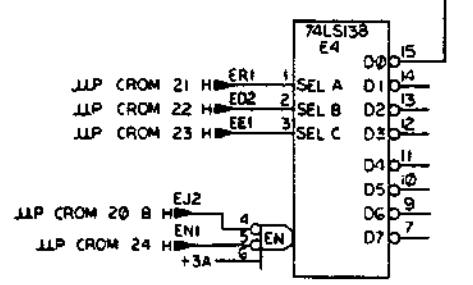 74LS138
E4
D0 15
µP CROM 21 H ER1 1 SEL A D1 14
µP CROM 22 H ED2 2 SEL B D2 13
µP CROM 23 H EE1 3 SEL C D3 12
D4 11
D5 10
EJ2 D6 9
µP CROM 20 B H 4 EN D7 7
EN1
µP CROM 24 H 5
+3A 6